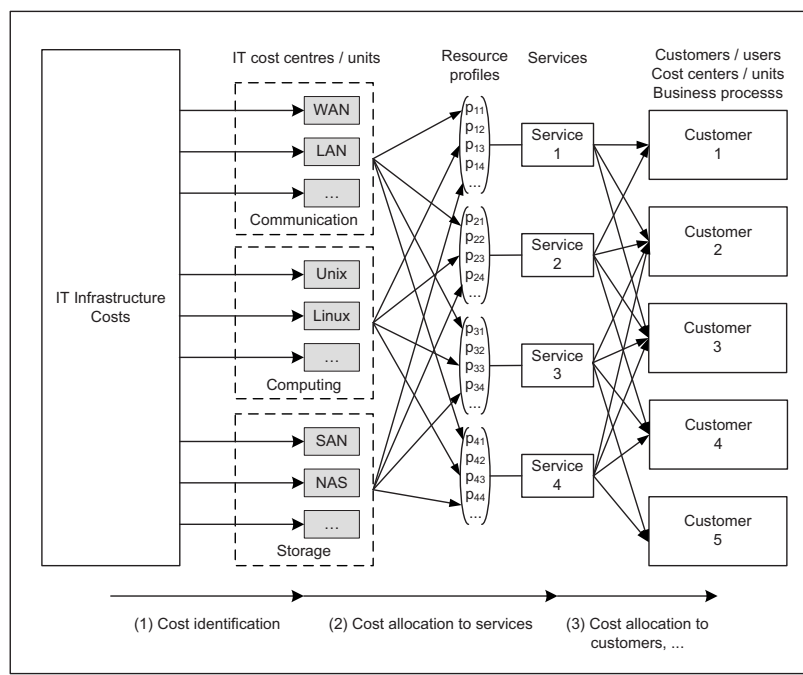 IT cost centres / units
Resource
profiles
Services
Customers / users
Cost centers / units
Business processs
IT Infrastructure
Costs
WAN
LAN
...
Communication
Unix
Linux
...
Computing
SAN
NAS
...
Storage
p11
p12
p13
p14
...
p21
p22
p23
p24
...
p31
p32
p33
p34
...
p41
p42
p43
p44
...
Service
1
Service
2
Service
3
Service
4
Customer
1
Customer
2
Customer
3
Customer
4
Customer
5
(1) Cost identification
(2) Cost allocation to services
(3) Cost allocation to
customers, ...